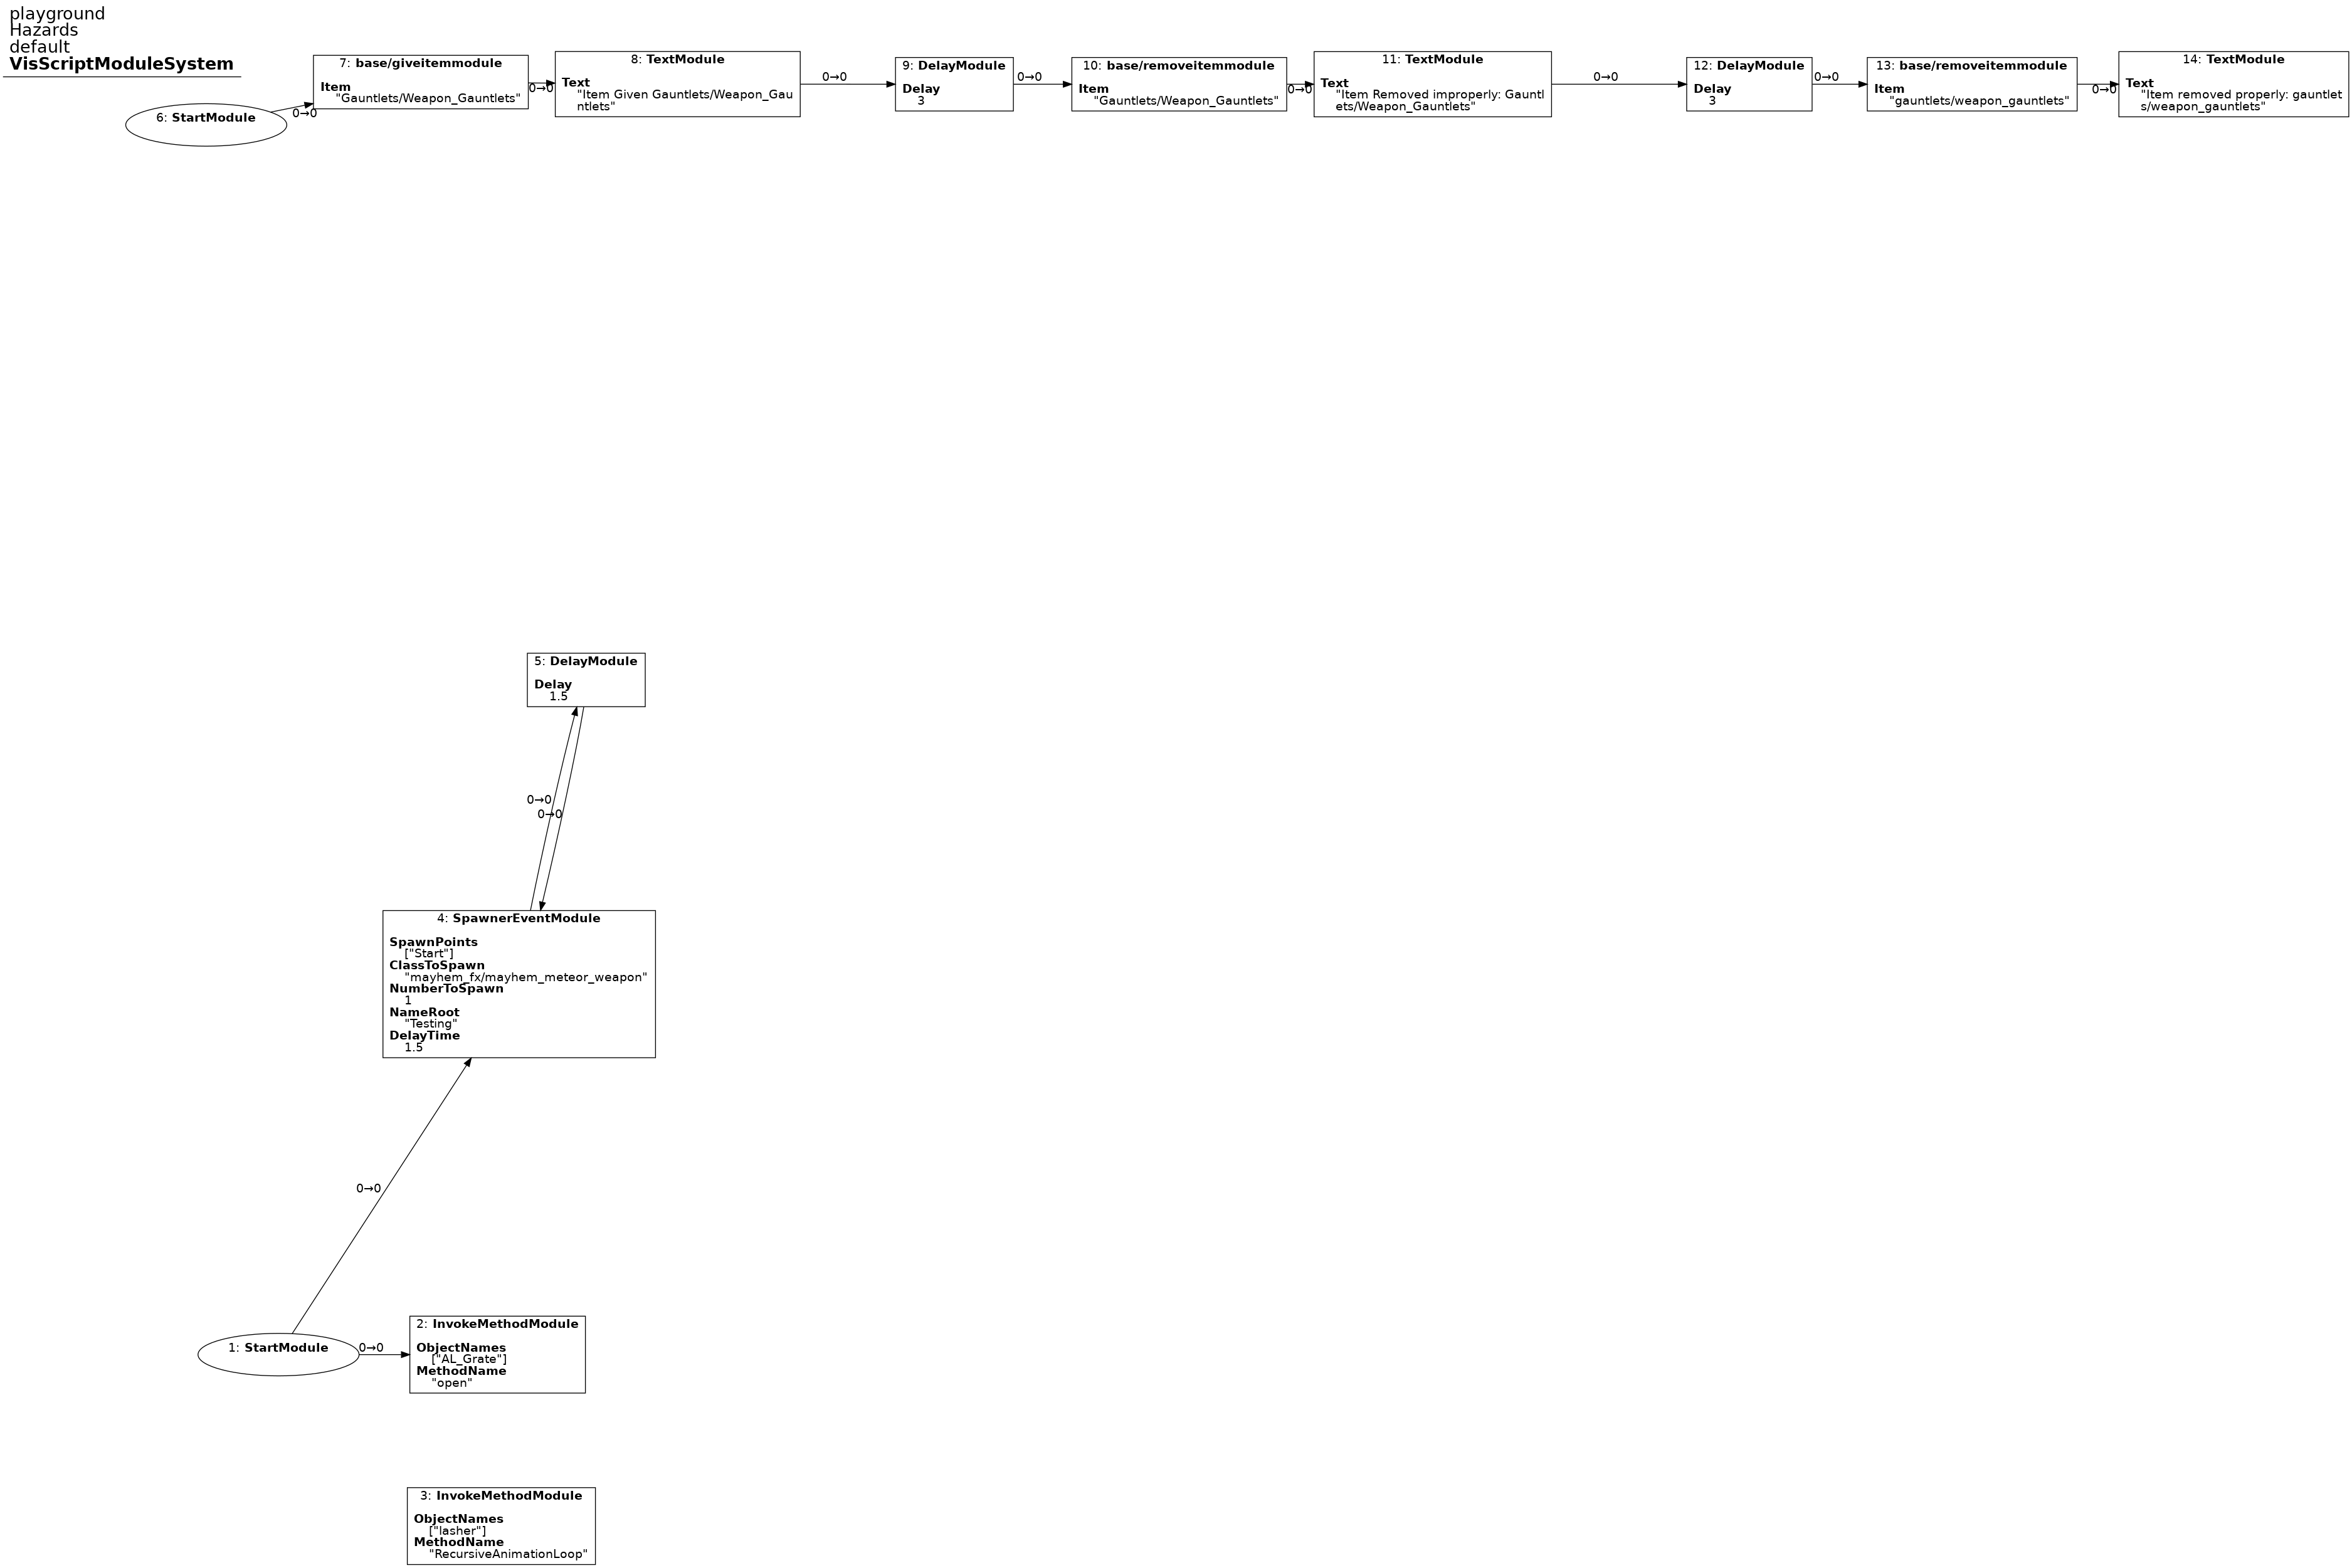 playground
Hazards
default
VisScriptModuleSystem
6: StartModule
0→0
7: base/giveitemmodule
Item
"Gauntlets/Weapon_Gauntlets"
0→0
8: TextModule
Text
"Item Given Gauntlets/Weapon_Gau
ntlets"
0→0
9: DelayModule
Delay
3
0→0
10: base/removeitemmodule
Item
"Gauntlets/Weapon_Gauntlets"
0→0
11: TextModule
Text
"Item Removed improperly: Gauntl
ets/Weapon_Gauntlets"
0→0
12: DelayModule
Delay
3
0→0
13: base/removeitemmodule
Item
"gauntlets/weapon_gauntlets"
0→0
14: TextModule
Text
"Item removed properly: gauntlet
s/weapon_gauntlets"
5: DelayModule
Delay
1.5
0→0
0→0
4: SpawnerEventModule
SpawnPoints
["Start"]
ClassToSpawn
"mayhem_fx/mayhem_meteor_weapon"
NumberToSpawn
1
NameRoot
"Testing"
DelayTime
1.5
0→0
1: StartModule
0→0
2: InvokeMethodModule
ObjectNames
["AL_Grate"]
MethodName
"open"
3: InvokeMethodModule
ObjectNames
["lasher"]
MethodName
"RecursiveAnimationLoop"